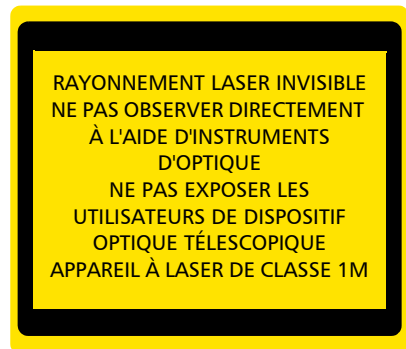 RAYONNEMENT LASER INVISIBLE
NE PAS OBSERVER DIRECTEMENT
À L'AIDE D'INSTRUMENTS
D'OPTIQUE
NE PAS EXPOSER LES
UTILISATEURS DE DISPOSITIF
OPTIQUE TÉLESCOPIQUE
APPAREIL À LASER DE CLASSE 1M